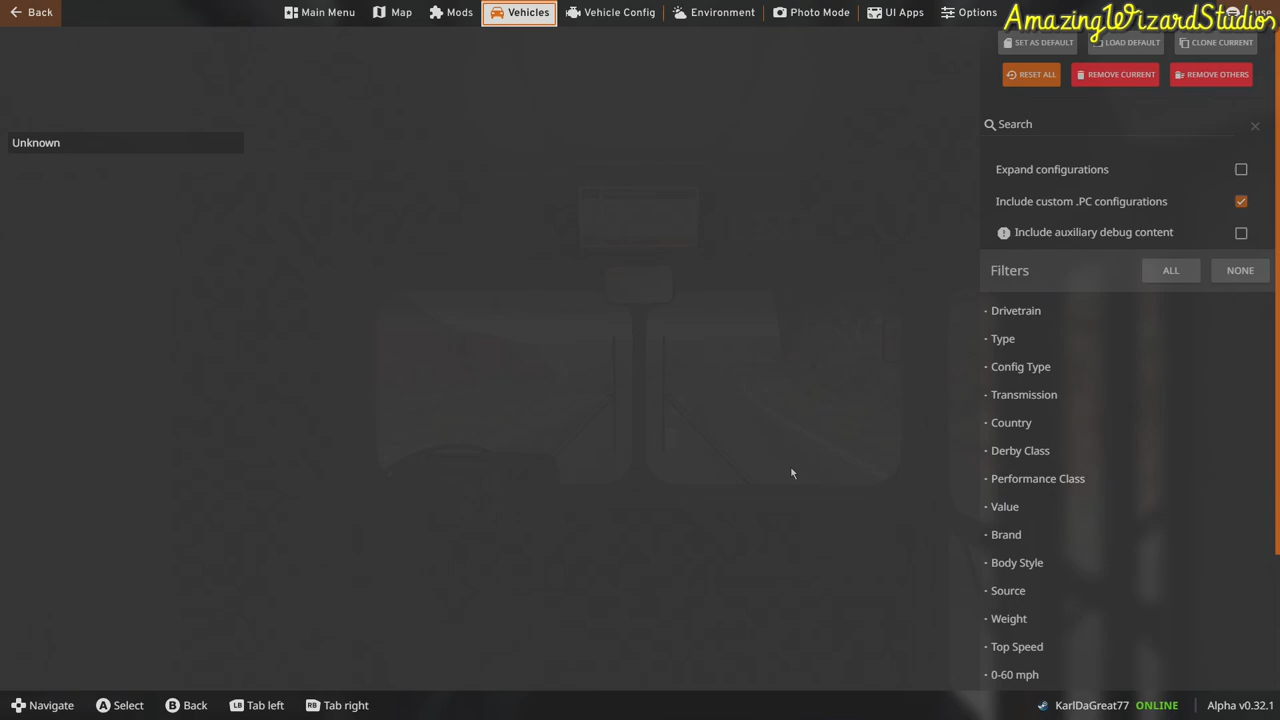 Back Main Menu Map Mods Vehicles Vehicle Config Environment Photo Mode UI Apps Options
AmazingWizardStudios
SET AS DEFAULT LOAD DEFAULT CLONE CURRENT
RESET ALL REMOVE CURRENT REMOVE OTHERS
Search
Unknown
Expand configurations
Include custom .PC configurations
Include auxiliary debug content
Filters ALL NONE
- Drivetrain
- Type
- Config Type
- Transmission
- Country
- Derby Class
- Performance Class
- Value
- Brand
- Body Style
- Source
- Weight
- Top Speed
- 0-60 mph
Navigate A Select B Back LB Tab left RB Tab right KarlDaGreat77 ONLINE Alpha v0.32.1